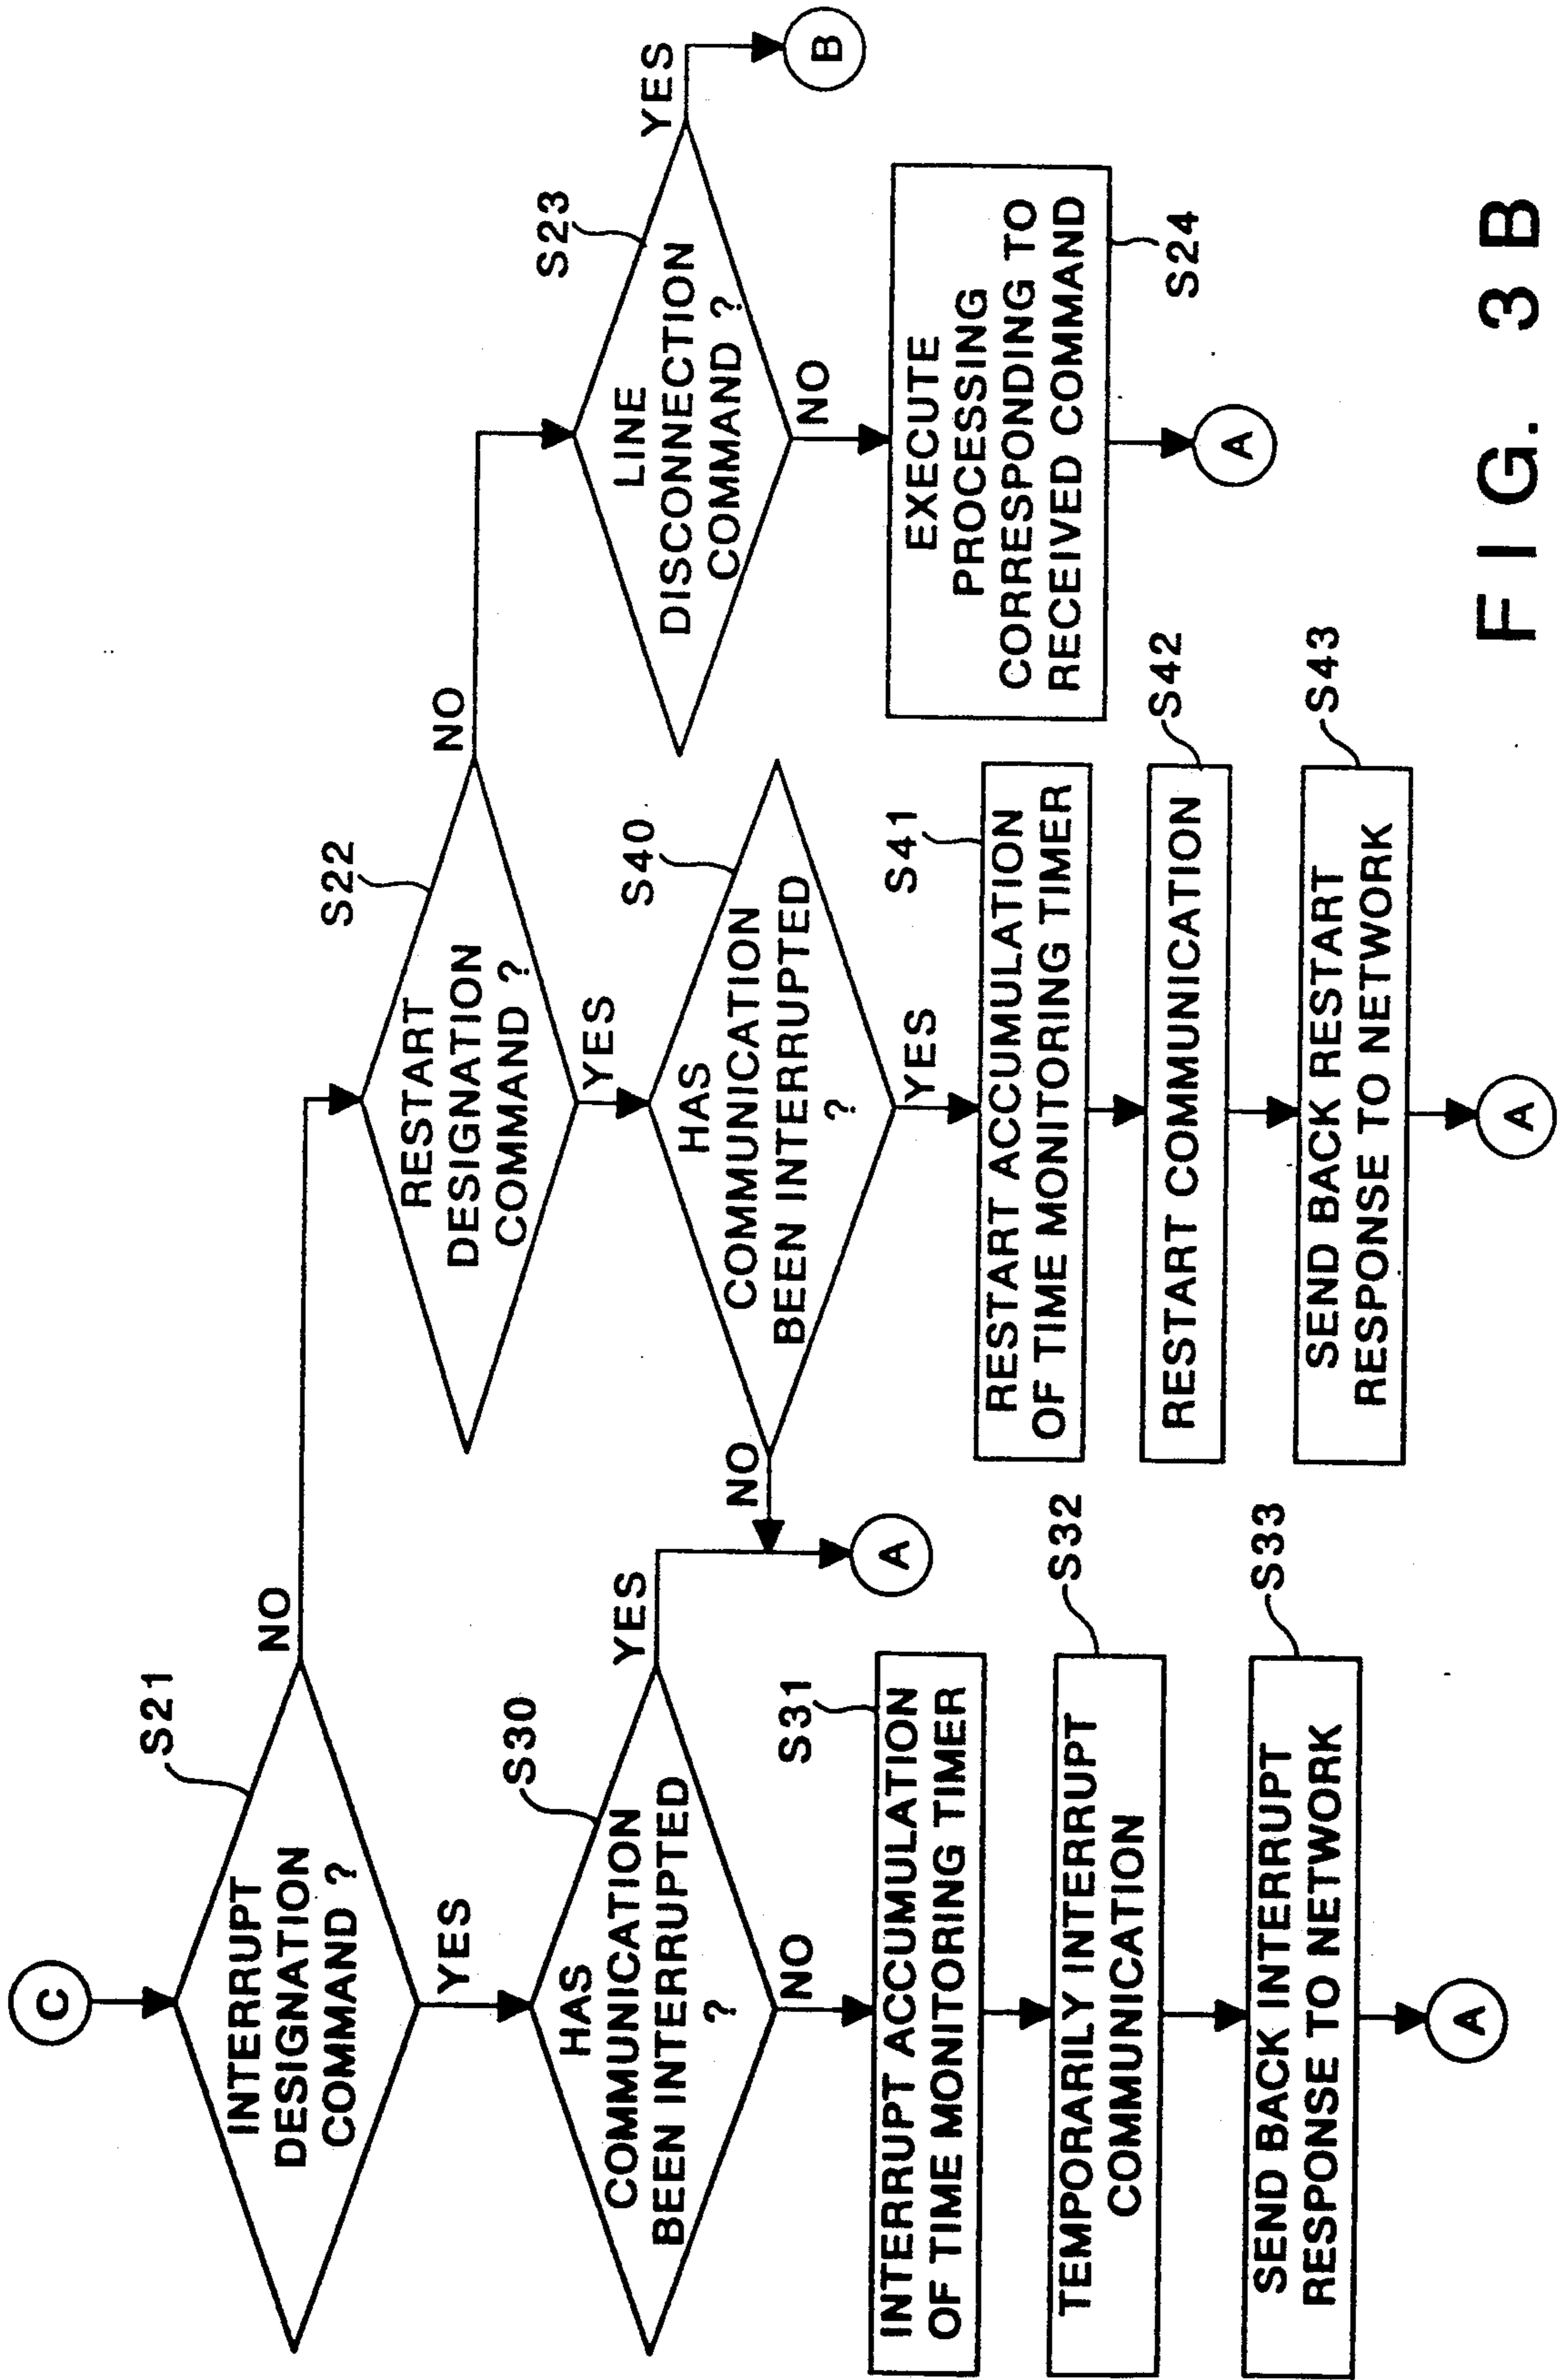 C
S21
INTERRUPT
DESIGNATION
COMMAND ?
NO
YES
S30
HAS
COMMUNICATION
BEEN INTERRUPTED
?
YES
NO
S31
INTERRUPT ACCUMULATION
OF TIME MONITORING TIMER
S32
TEMPORARILY INTERRUPT
COMMUNICATION
S33
SEND BACK INTERRUPT
RESPONSE TO NETWORK
A
S22
RESTART
DESIGNATION
COMMAND ?
NO
YES
S40
HAS
COMMUNICATION
BEEN INTERRUPTED
?
NO
A
YES
S41
RESTART ACCUMULATION
OF TIME MONITORING TIMER
S42
RESTART COMMUNICATION
S43
SEND BACK RESTART
RESPONSE TO NETWORK
A
S23
LINE
DISCONNECTION
COMMAND ?
YES
B
NO
EXECUTE
PROCESSING
CORRESPONDING TO
RECEIVED COMMAND
S24
A
FIG. 3B